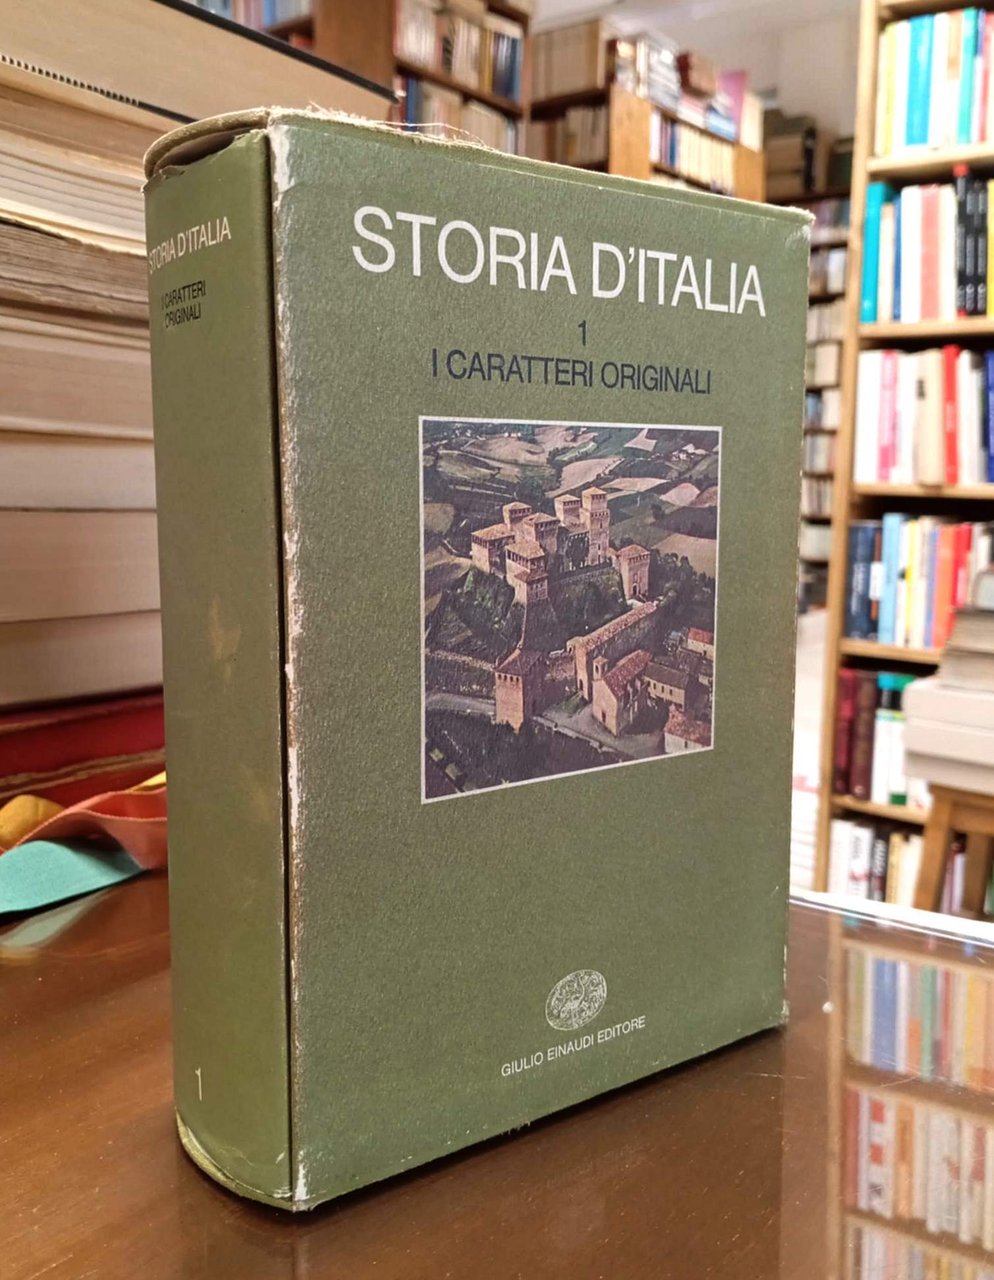 STORIA D'ITALIA
I CARATTERI
ORIGINALI
1
STORIA D'ITALIA
1
I CARATTERI ORIGINALI
GIULIO EINAUDI EDITORE